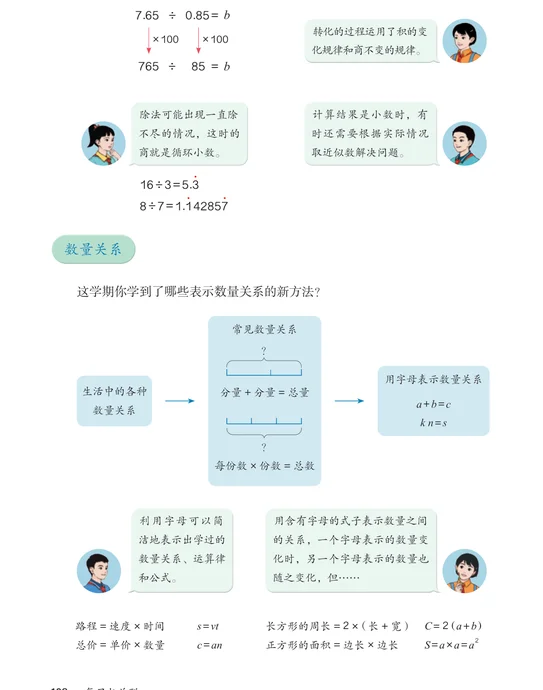 7.65 ÷ 0.85 = b
×100 ×100
765 ÷ 85 = b
转化的过程运用了积的变
化规律和商不变的规律。
除法可能出现一直除
不尽的情况，这时的
商就是循环小数。
计算结果是小数时，有
时还需要根据实际情况
取近似数解决问题。
16÷3=5.3̇
8÷7=1.1̇42857̇
数量关系
这学期你学到了哪些表示数量关系的新方法？
生活中的各种
数量关系
常见数量关系
？
分量＋分量＝总量
？
每份数×份数＝总数
用字母表示数量关系
a+b=c
kn=s
利用字母可以简
洁地表示出学过的
数量关系、运算律
和公式。
用含有字母的式子表示数量之间
的关系，一个字母表示的数量变
化时，另一个字母表示的数量也
随之变化，但……
路程＝速度×时间 s=vt 长方形的周长＝2×（长＋宽） C=2(a+b)
总价＝单价×数量 c=an 正方形的面积＝边长×边长 S=a×a=a²